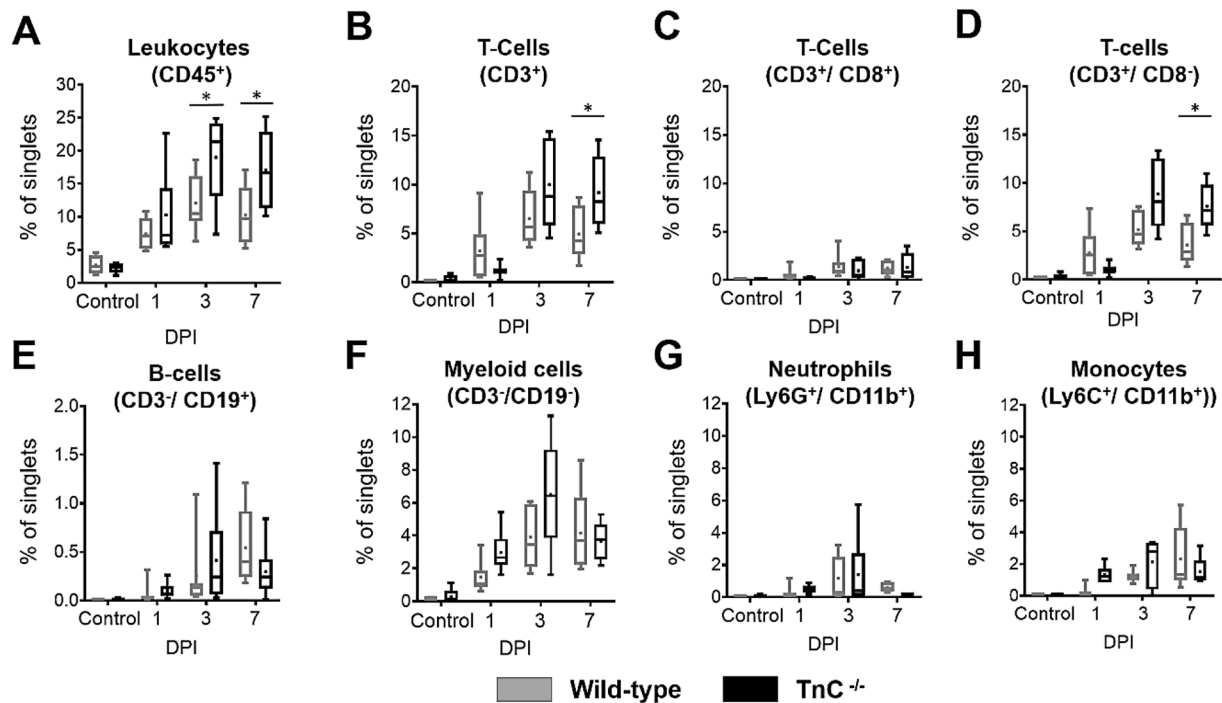 A
Leukocytes
(CD45+)
% of singlets
30
25
20
15
10
5
0
*
*
Control 1 3 7
DPI
B
T-Cells
(CD3+)
% of singlets
20
15
10
5
0
*
Control 1 3 7
DPI
C
T-Cells
(CD3+/ CD8+)
% of singlets
20
15
10
5
0
Control 1 3 7
DPI
D
T-cells
(CD3+/ CD8-)
% of singlets
20
15
10
5
0
*
Control 1 3 7
DPI
E
B-cells
(CD3-/ CD19+)
% of singlets
2.0
1.5
1.0
0.5
0.0
Control 1 3 7
DPI
F
Myeloid cells
(CD3-/CD19-)
% of singlets
12
10
8
6
4
2
0
Control 1 3 7
DPI
G
Neutrophils
(Ly6G+/ CD11b+)
% of singlets
12
10
8
6
4
2
0
Control 1 3 7
DPI
H
Monocytes
(Ly6C+/ CD11b+))
% of singlets
12
10
8
6
4
2
0
Control 1 3 7
DPI
Wild-type TnC -/-